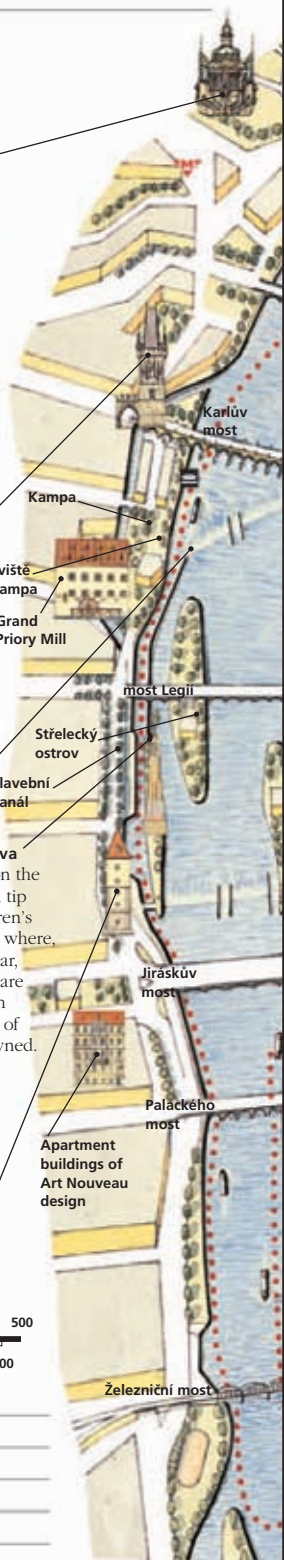 Karlův
most
Kampa
viště
ampa
Grand
Priory Mill
most Legií
Střelecký
ostrov
lavební
anál
va
on the
tip
ren's
where,
ar,
are
n
of
wned.
Jiráskův
most
Palackého
most
Apartment
buildings of
Art Nouveau
design
500
00
Železniční most